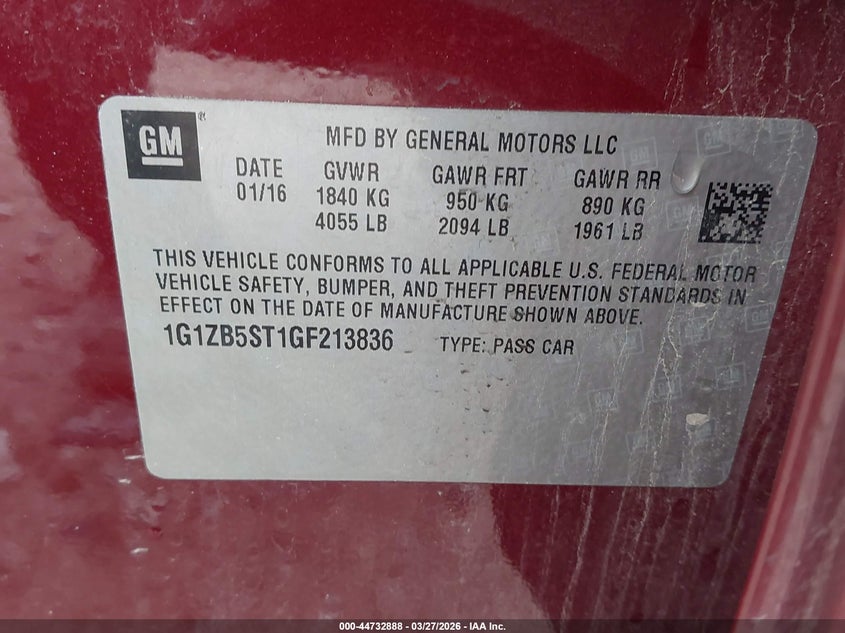 GM
MFD BY GENERAL MOTORS LLC
DATE GVWR GAWR FRT GAWR RR
01/16 1840 KG 950 KG 890 KG
4055 LB 2094 LB 1961 LB
THIS VEHICLE CONFORMS TO ALL APPLICABLE U.S. FEDERAL MOTOR
VEHICLE SAFETY, BUMPER, AND THEFT PREVENTION STANDARDS IN
EFFECT ON THE DATE OF MANUFACTURE SHOWN ABOVE.
1G1ZB5ST1GF213836 TYPE: PASS CAR
000-44732888 | 03/27/2026 | IAA Inc.